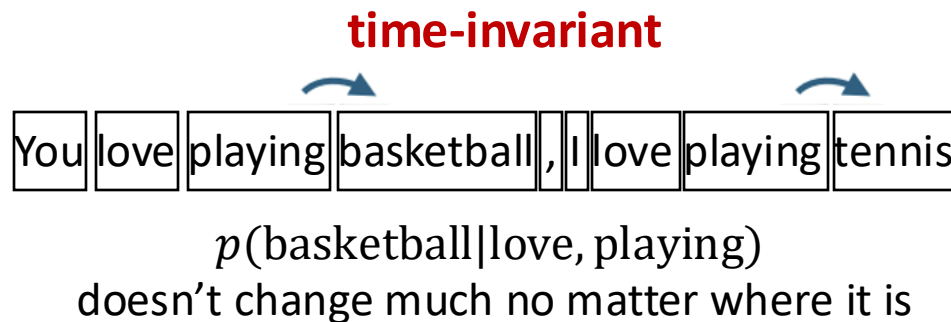 time-invariant
You love playing basketball , I love playing tennis
p(basketball|love, playing)
doesn't change much no matter where it is